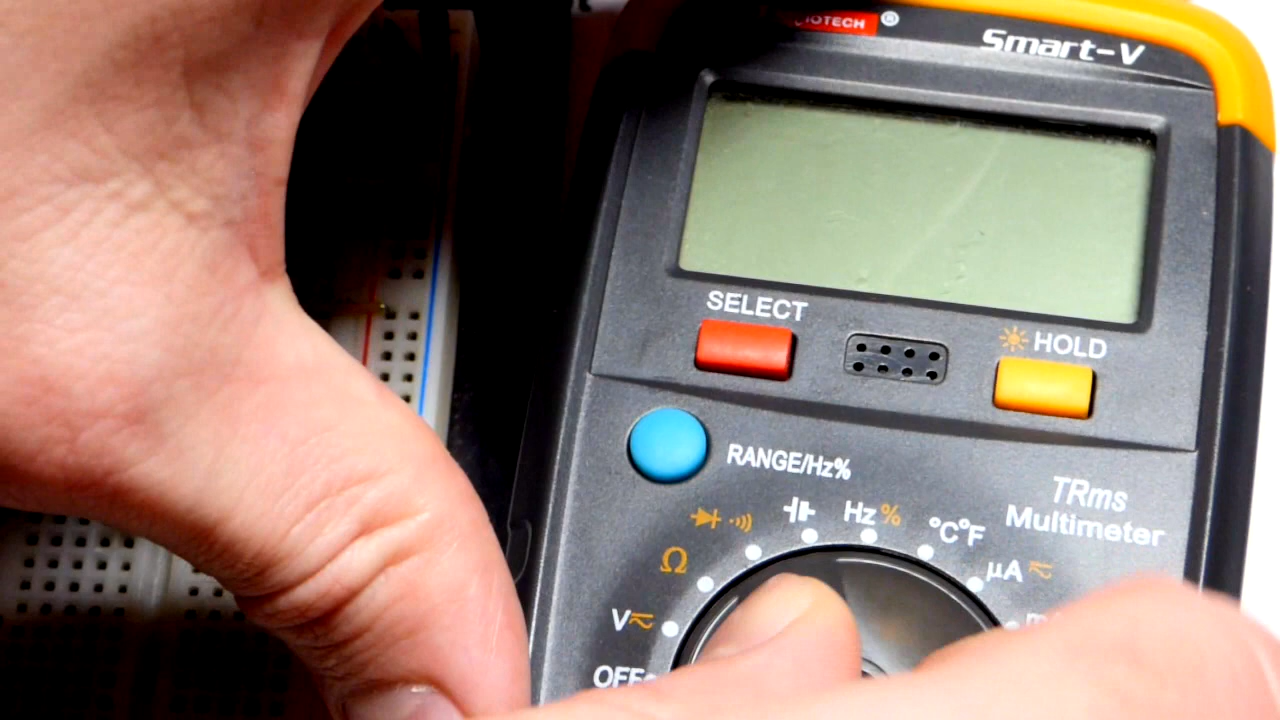 Smart-V
SELECT
HOLD
RANGE/Hz%
TRms
Multimeter
Hz %
°C°F
Ω
µA
V
OFF